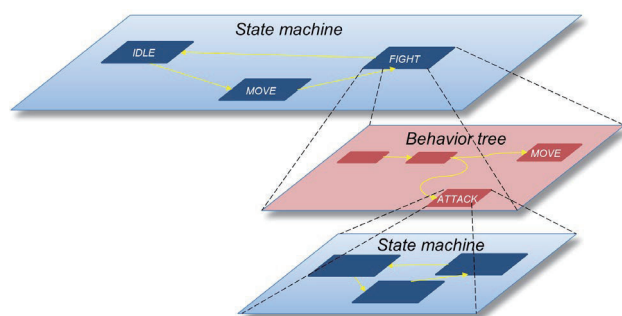 State machine
IDLE
FIGHT
MOVE
Behavior tree
MOVE
ATTACK
State machine